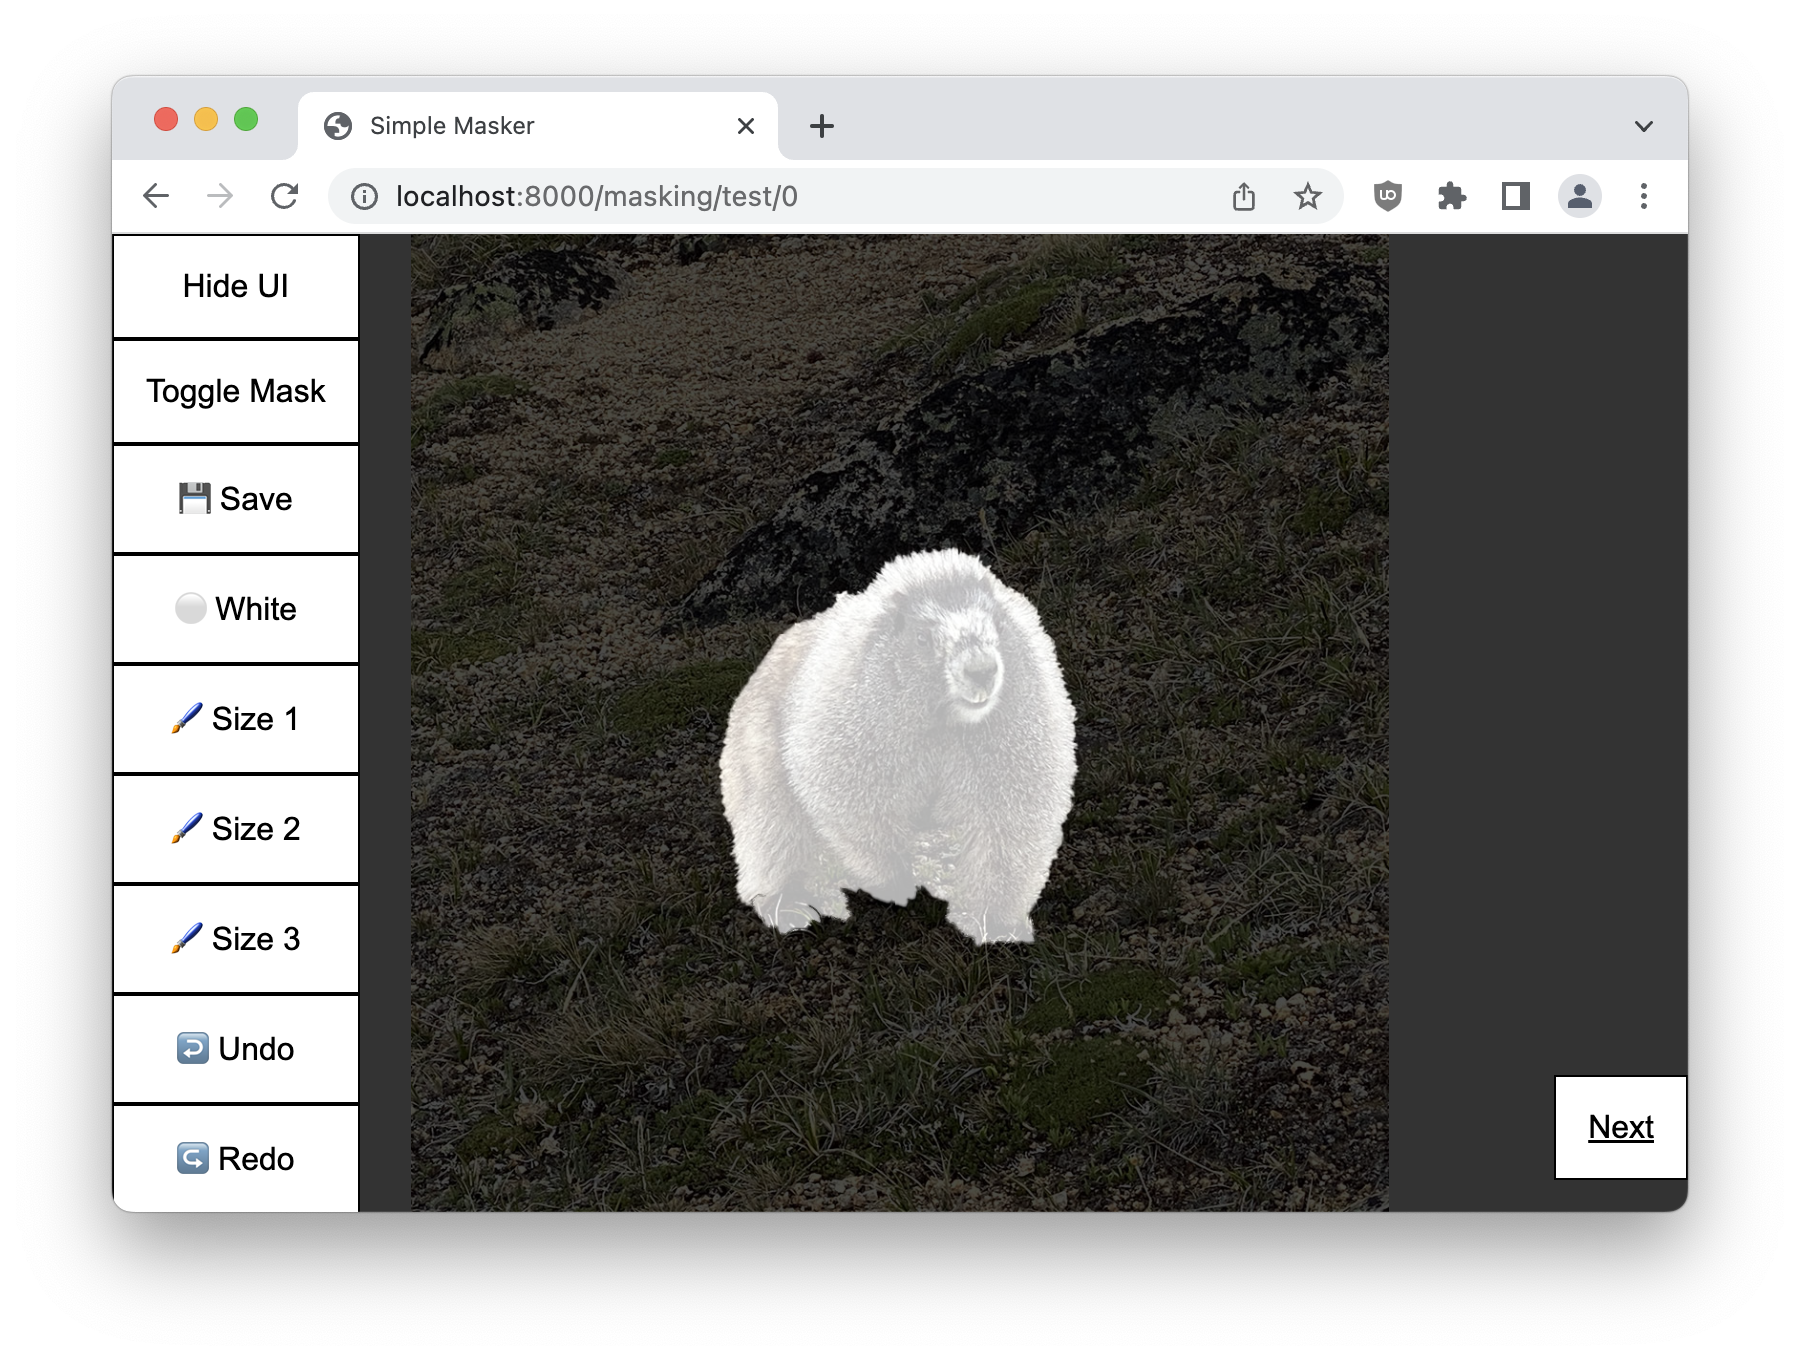 Simple Masker
localhost:8000/masking/test/0
Hide UI
Toggle Mask
Save
White
Size 1
Size 2
Size 3
Undo
Redo
Next